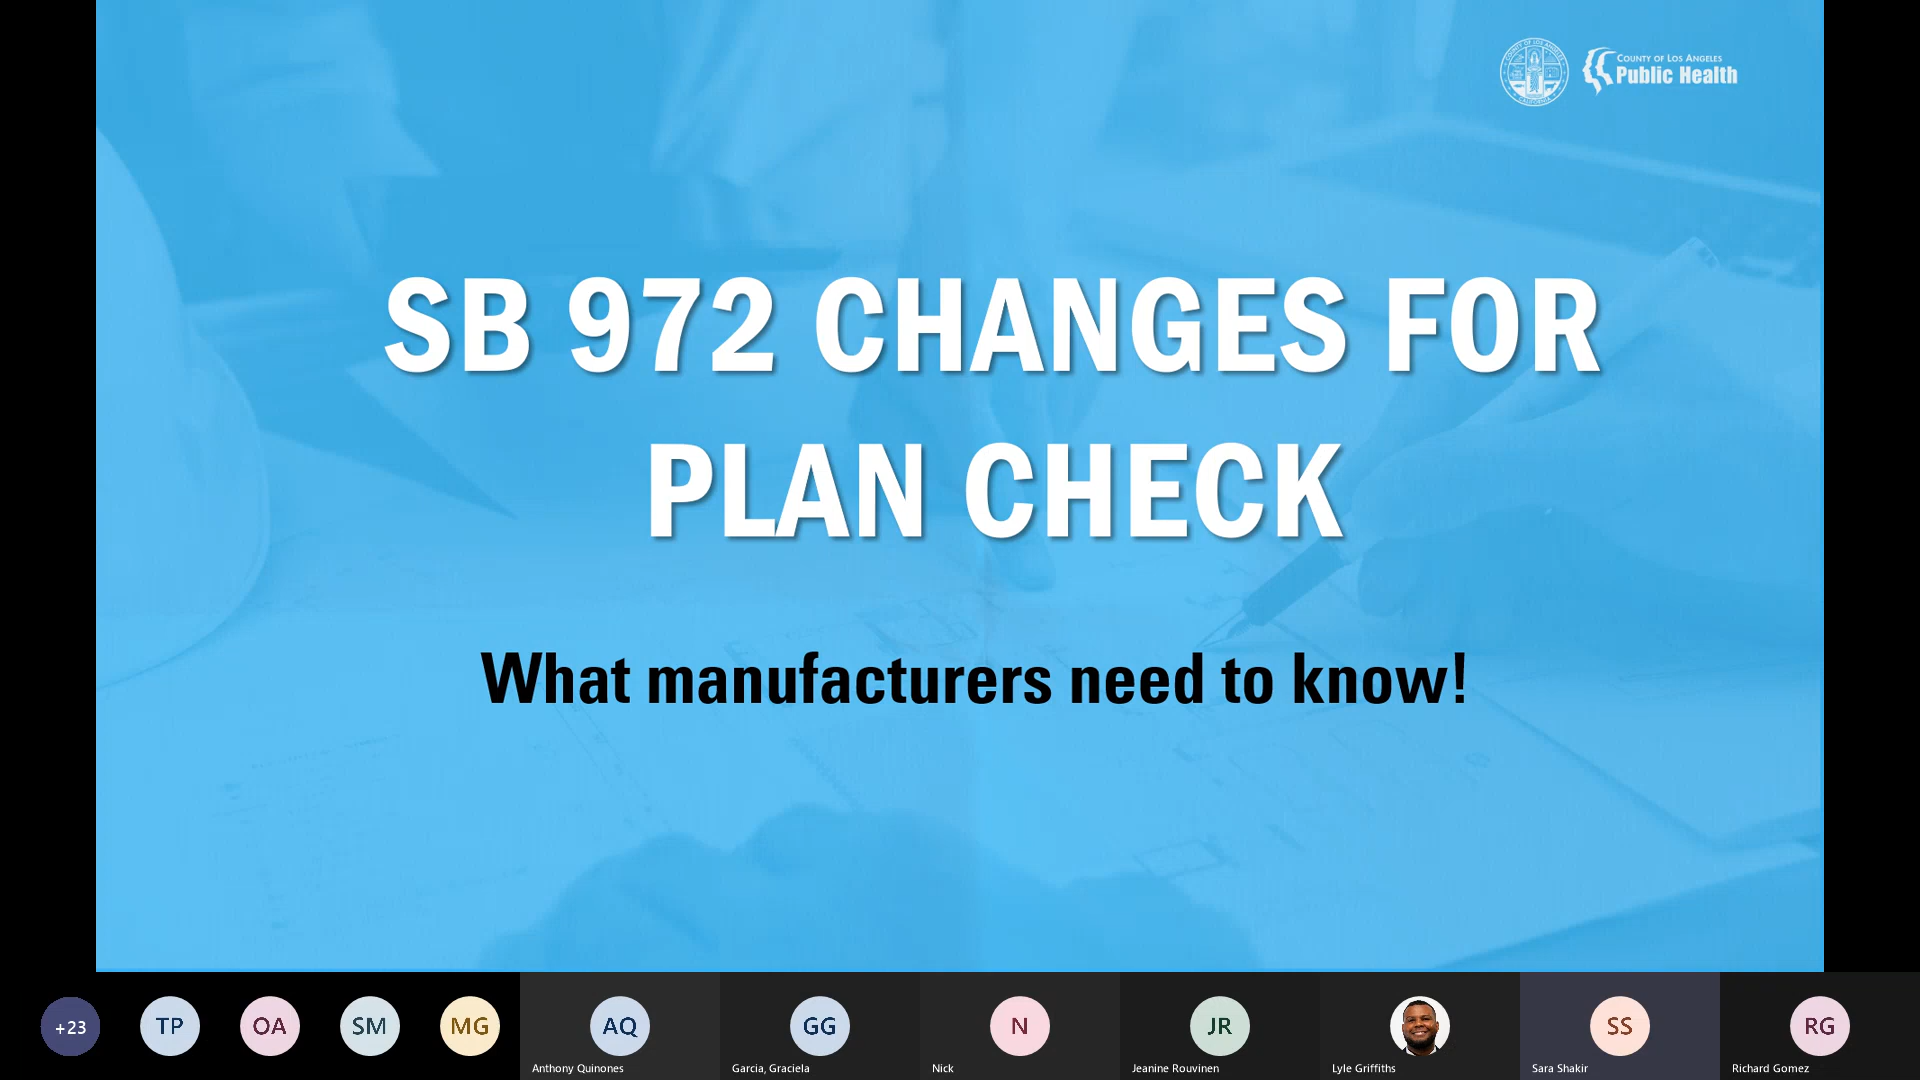 COUNTY OF LOS ANGELES
Public Health
SB 972 CHANGES FOR
PLAN CHECK
What manufacturers need to know!
+23
TP
OA
SM
MG
AQ
GG
N
JR
SS
RG
Anthony Quinones
Garcia, Graciela
Nick
Jeanine Rouvinen
Lyle Griffiths
Sara Shakir
Richard Gomez